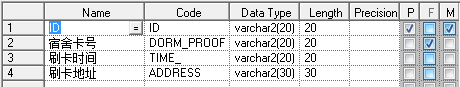 Name Code Data Type Length Precision P F M
1 ID = ID varchar2(20) 20
2 宿舍卡号 DORM_PROOF varchar2(20) 20
3 刷卡时间 TIME_ varchar2(20) 20
4 刷卡地址 ADDRESS varchar2(30) 30